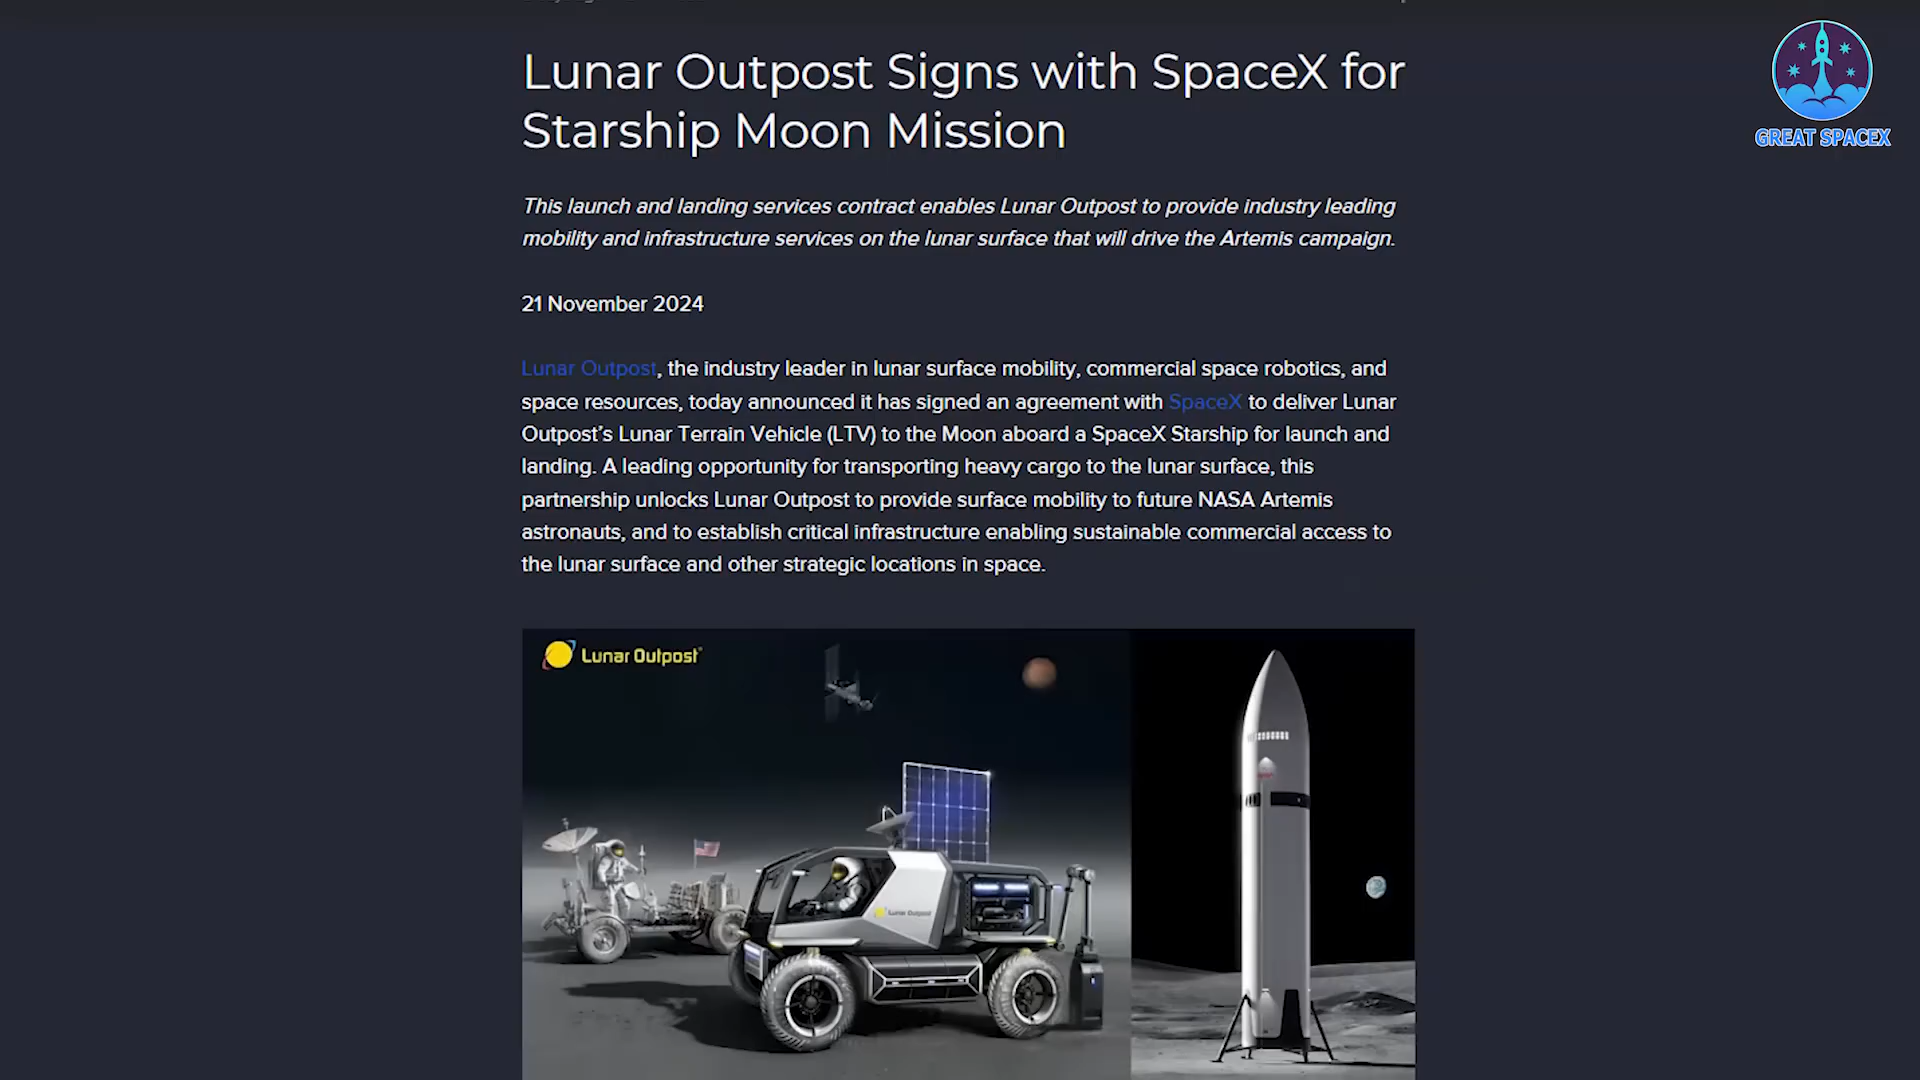 Lunar Outpost Signs with SpaceX for
Starship Moon Mission
GREAT SPACEX
This launch and landing services contract enables Lunar Outpost to provide industry leading
mobility and infrastructure services on the lunar surface that will drive the Artemis campaign.
21 November 2024
Lunar Outpost, the industry leader in lunar surface mobility, commercial space robotics, and
space resources, today announced it has signed an agreement with SpaceX to deliver Lunar
Outpost’s Lunar Terrain Vehicle (LTV) to the Moon aboard a SpaceX Starship for launch and
landing. A leading opportunity for transporting heavy cargo to the lunar surface, this
partnership unlocks Lunar Outpost to provide surface mobility to future NASA Artemis
astronauts, and to establish critical infrastructure enabling sustainable commercial access to
the lunar surface and other strategic locations in space.
Lunar Outpost
Lunar Outpost